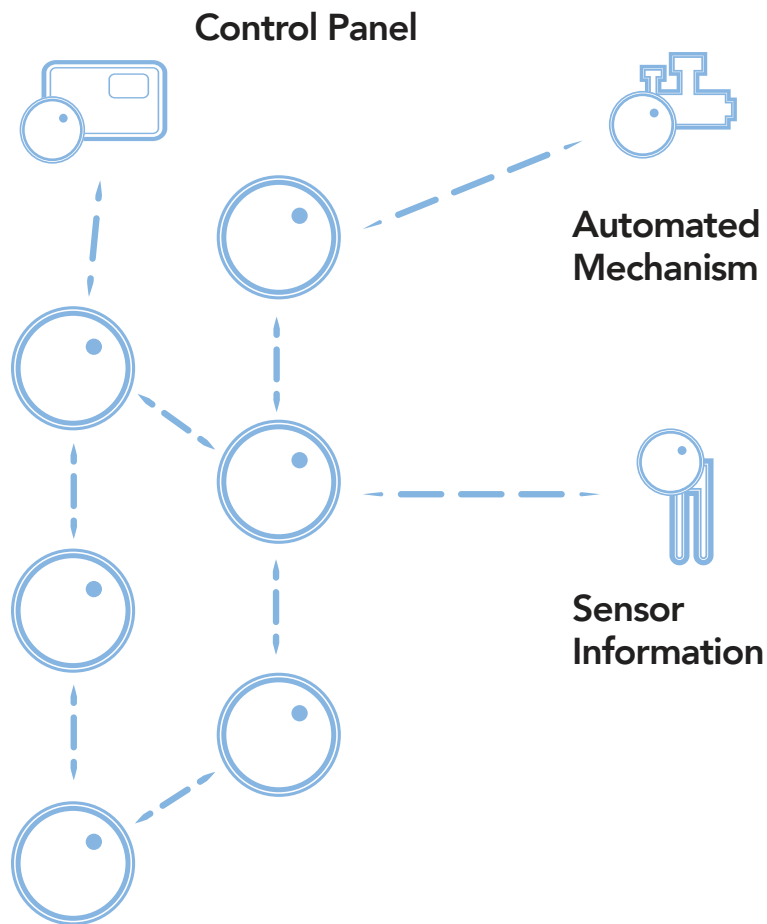 Control Panel
Automated
Mechanism
Sensor
Information